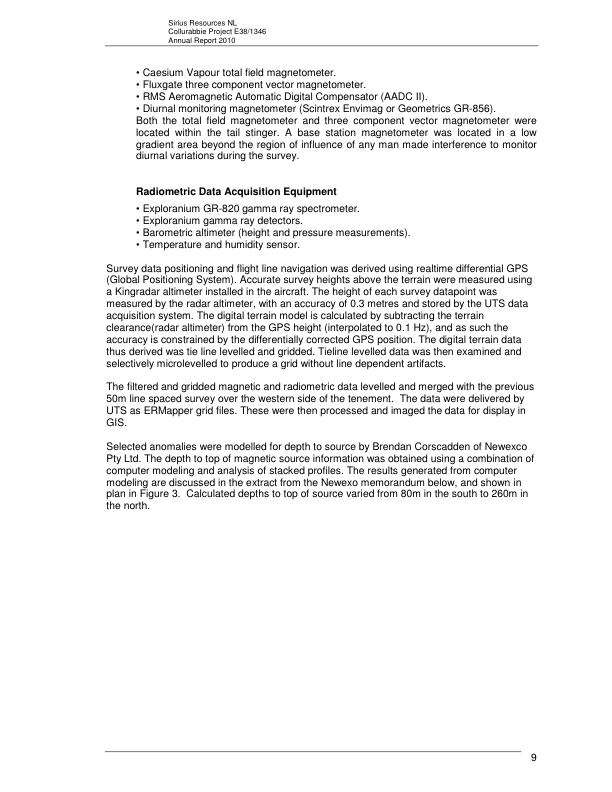 Sirius Resources NL
Collurabbie Project E38/1346
Annual Report 2010
• Caesium Vapour total field magnetometer.
• Fluxgate three component vector magnetometer.
• RMS Aeromagnetic Automatic Digital Compensator (AADC II).
• Diurnal monitoring magnetometer (Scintrex Envimag or Geometrics GR-856).
Both the total field magnetometer and three component vector magnetometer were
located within the tail stinger. A base station magnetometer was located in a low
gradient area beyond the region of influence of any man made interference to monitor
diurnal variations during the survey.
Radiometric Data Acquisition Equipment
• Exploranium GR-820 gamma ray spectrometer.
• Exploranium gamma ray detectors.
• Barometric altimeter (height and pressure measurements).
• Temperature and humidity sensor.
Survey data positioning and flight line navigation was derived using realtime differential GPS
(Global Positioning System). Accurate survey heights above the terrain were measured using
a Kingradar altimeter installed in the aircraft. The height of each survey datapoint was
measured by the radar altimeter, with an accuracy of 0.3 metres and stored by the UTS data
acquisition system. The digital terrain model is calculated by subtracting the terrain
clearance(radar altimeter) from the GPS height (interpolated to 0.1 Hz), and as such the
accuracy is constrained by the differentially corrected GPS position. The digital terrain data
thus derived was tie line levelled and gridded. Tieline levelled data was then examined and
selectively microlevelled to produce a grid without line dependent artifacts.
The filtered and gridded magnetic and radiometric data levelled and merged with the previous
50m line spaced survey over the western side of the tenement.  The data were delivered by
UTS as ERMapper grid files. These were then processed and imaged the data for display in
GIS.
Selected anomalies were modelled for depth to source by Brendan Corscadden of Newexco
Pty Ltd. The depth to top of magnetic source information was obtained using a combination of
computer modeling and analysis of stacked profiles. The results generated from computer
modeling are discussed in the extract from the Newexo memorandum below, and shown in
plan in Figure 3.  Calculated depths to top of source varied from 80m in the south to 260m in
the north.
9